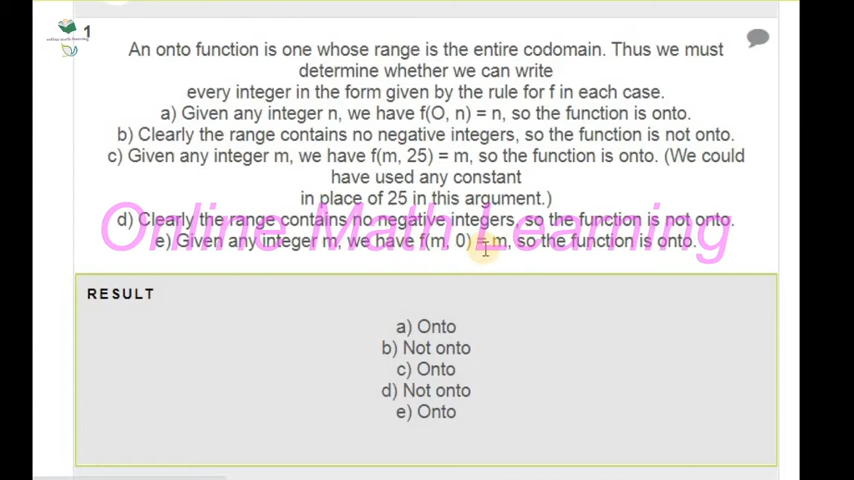 online math learning
1
An onto function is one whose range is the entire codomain. Thus we must
determine whether we can write
every integer in the form given by the rule for f in each case.
a) Given any integer n, we have f(O, n) = n, so the function is onto.
b) Clearly the range contains no negative integers, so the function is not onto.
c) Given any integer m, we have f(m, 25) = m, so the function is onto. (We could
have used any constant
in place of 25 in this argument.)
d) Clearly the range contains no negative integers, so the function is not onto.
e) Given any integer m, we have f(m, 0) = m, so the function is onto.
Online Math Learning
RESULT
a) Onto
b) Not onto
c) Onto
d) Not onto
e) Onto